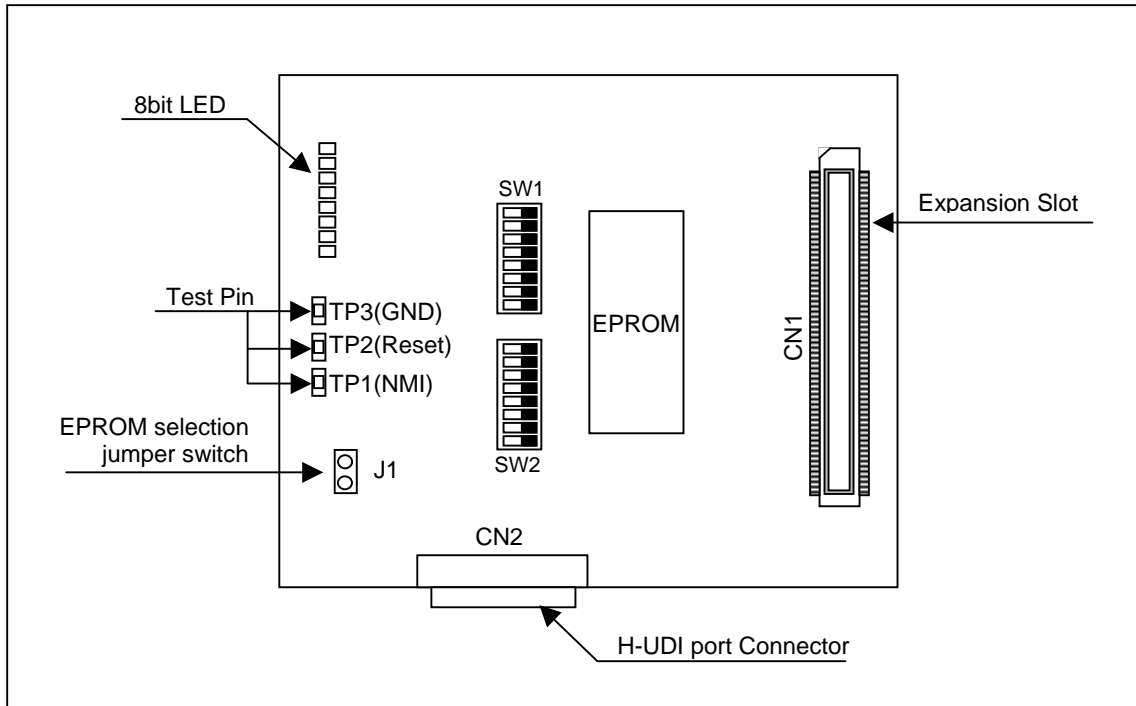 8bit LED
SW1
Expansion Slot
Test Pin
TP3(GND)
EPROM
TP2(Reset)
CN1
TP1(NMI)
EPROM selection
jumper switch
J1
SW2
CN2
H-UDI port Connector